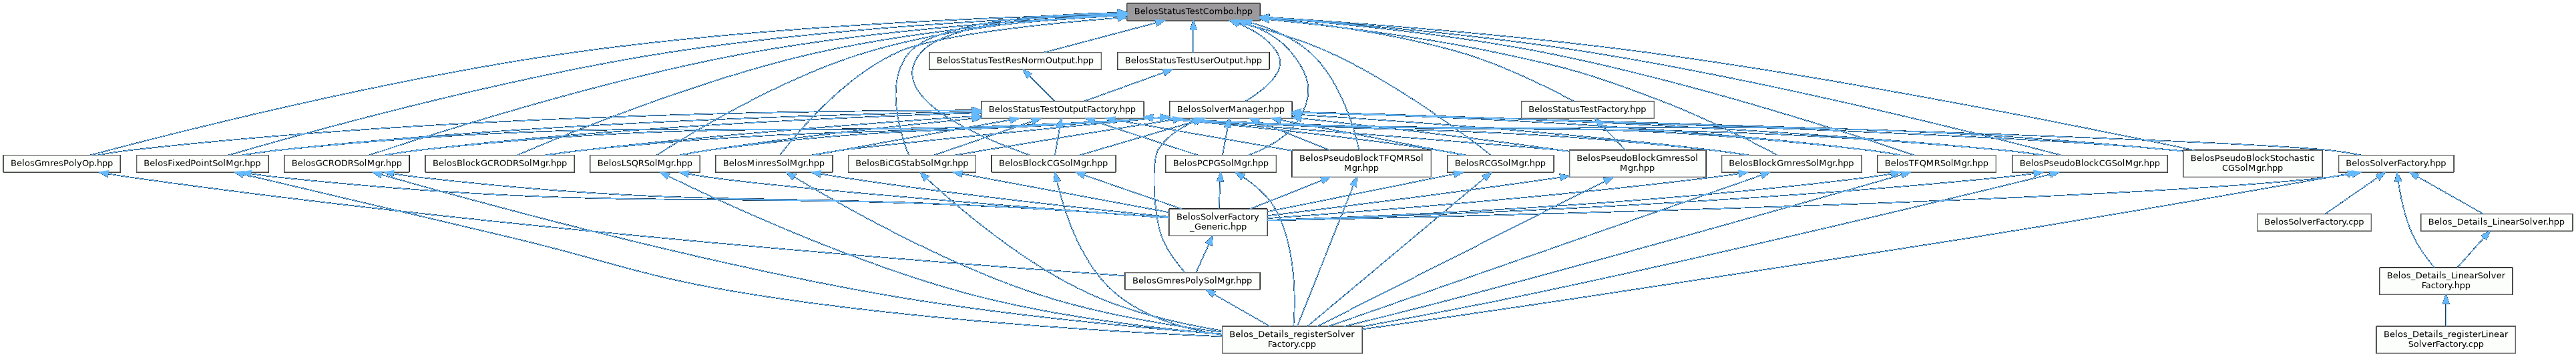 BelosStatusTestCombo.hpp
BelosStatusTestResNormOutput.hpp
BelosStatusTestUserOutput.hpp
BelosStatusTestOutputFactory.hpp
BelosSolverManager.hpp
BelosStatusTestFactory.hpp
BelosGmresPolyOp.hpp
BelosFixedPointSolMgr.hpp
BelosGCRODRSolMgr.hpp
BelosBlockGCRODRSolMgr.hpp
BelosLSQRSolMgr.hpp
BelosMinresSolMgr.hpp
BelosBiCGStabSolMgr.hpp
BelosBlockCGSolMgr.hpp
BelosPCPGSolMgr.hpp
BelosPseudoBlockTFQMRSol
Mgr.hpp
BelosRCGSolMgr.hpp
BelosPseudoBlockGmresSol
Mgr.hpp
BelosBlockGmresSolMgr.hpp
BelosTFQMRSolMgr.hpp
BelosPseudoBlockCGSolMgr.hpp
BelosPseudoBlockStochastic
CGSolMgr.hpp
BelosSolverFactory.hpp
BelosSolverFactory
_Generic.hpp
BelosSolverFactory.cpp
Belos_Details_LinearSolver.hpp
BelosGmresPolySolMgr.hpp
Belos_Details_LinearSolver
Factory.hpp
Belos_Details_registerSolver
Factory.cpp
Belos_Details_registerLinear
SolverFactory.cpp